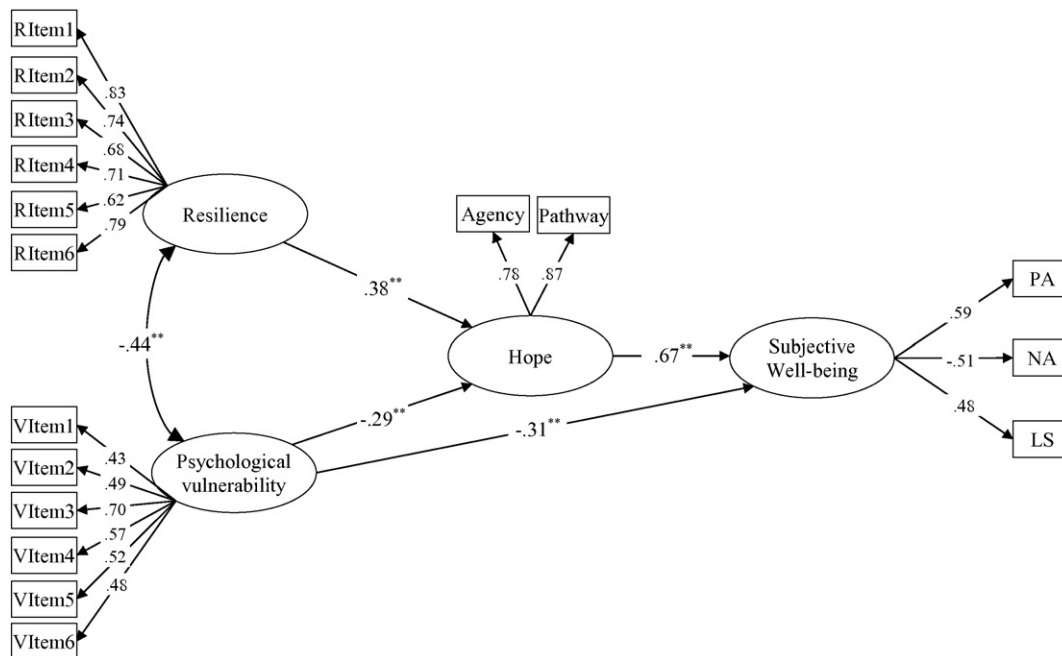 RItem1
RItem2
RItem3
RItem4
RItem5
RItem6
.83
.74
.68
.71
.62
.79
Resilience
Agency
Pathway
.78
.87
.38**
-.44**
Hope
.67**
Subjective
Well-being
.59
-.51
.48
PA
NA
LS
-.29**
-.31**
VItem1
VItem2
VItem3
VItem4
VItem5
VItem6
.43
.49
.70
.57
.52
.48
Psychological
vulnerability